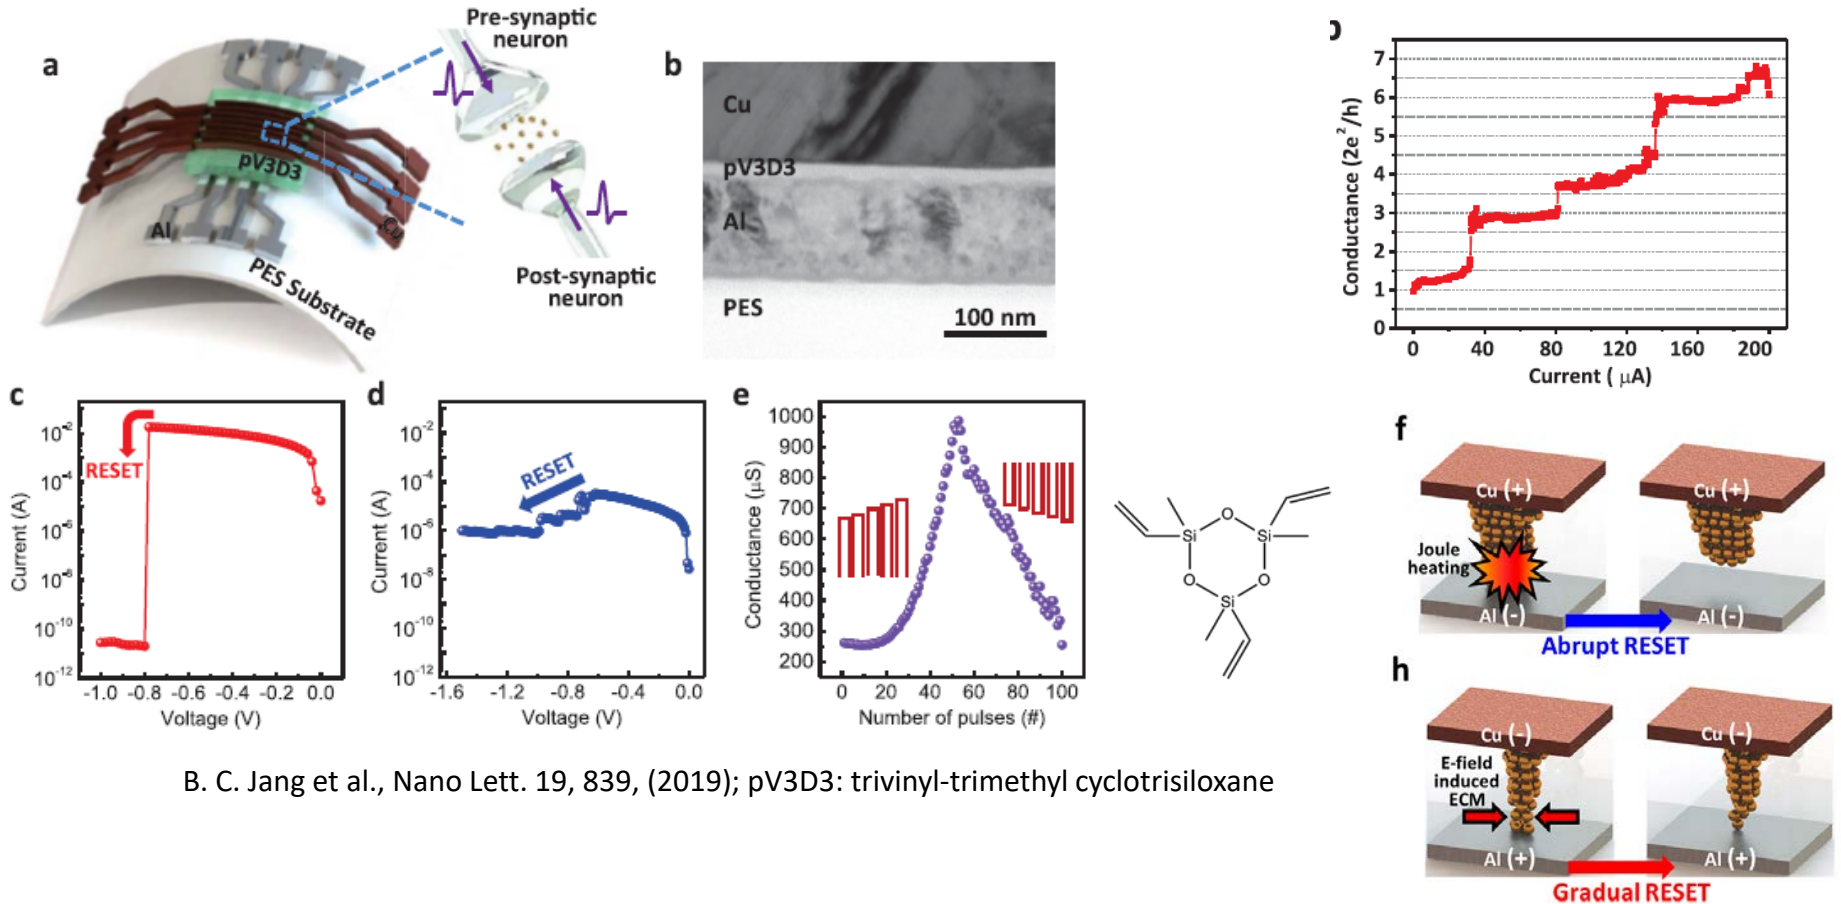 a
Pre-synaptic
neuron
pV3D3
Al
Cu
PES Substrate
Post-synaptic
neuron
b
Cu
pV3D3
Al
PES
100 nm
Conductance (2e²/h)
7
6
5
4
3
2
1
0
0 40 80 120 160 200
Current ( μA)
c
Current (A)
10⁻²
10⁻⁴
10⁻⁶
10⁻⁸
10⁻¹⁰
10⁻¹²
RESET
-1.0 -0.8 -0.6 -0.4 -0.2 0.0
Voltage (V)
d
Current (A)
10⁻²
10⁻⁴
10⁻⁶
10⁻⁸
10⁻¹⁰
10⁻¹²
RESET
-1.6 -1.2 -0.8 -0.4 0.0
Voltage (V)
e
Conductance (μS)
1000
900
800
700
600
500
400
300
200
0 20 40 60 80 100
Number of pulses (#)
O
Si Si
O O
Si
f
Cu (+)
Joule
heating
Al (-)
Cu (+)
Al (-)
Abrupt RESET
h
Cu (-)
E-field
induced
ECM
Al (+)
Cu (-)
Al (+)
Gradual RESET
B. C. Jang et al., Nano Lett. 19, 839, (2019); pV3D3: trivinyl-trimethyl cyclotrisiloxane